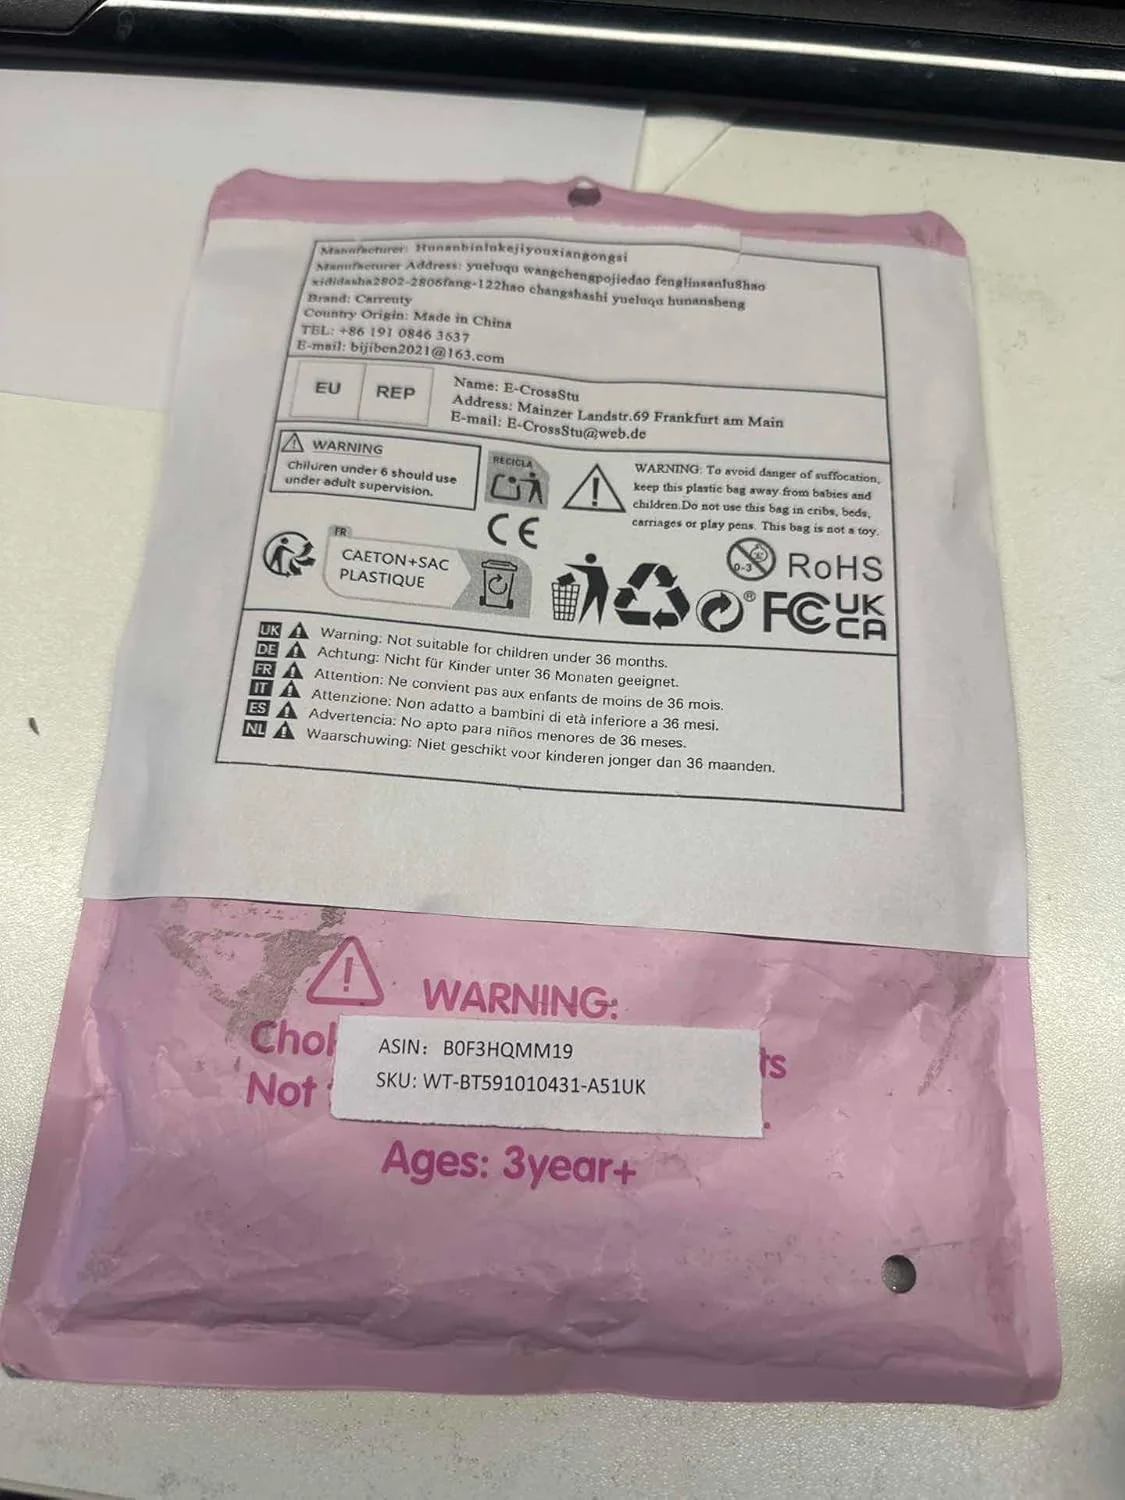 Manufacturer: Hunanbinlukejiyouxiangongsi
Manufacturer Address: yueluqu wangchengpojiedao fenglinsanlu8hao
xididasha2802-2806fang-122hao changshashi yueluqu hunansheng
Brand: Carreuty
Country Origin: Made in China
TEL: +86 191 0846 3637
E-mail: bijiben2021@163.com
EU REP
Name: E-CrossStu
Address: Mainzer Landstr.69 Frankfurt am Main
E-mail: E-CrossStu@web.de
WARNING
Children under 6 should use
under adult supervision.
RECICLA
WARNING: To avoid danger of suffocation,
keep this plastic bag away from babies and
children.Do not use this bag in cribs, beds,
carriages or play pens. This bag is not a toy.
CE
FR
CAETON+SAC
PLASTIQUE
0-3
RoHS
®
FC
UK
CA
UK Warning: Not suitable for children under 36 months.
DE Achtung: Nicht für Kinder unter 36 Monaten geeignet.
FR Attention: Ne convient pas aux enfants de moins de 36 mois.
IT Attenzione: Non adatto a bambini di età inferiore a 36 mesi.
ES Advertencia: No apto para niños menores de 36 meses.
NL Waarschuwing: Niet geschikt voor kinderen jonger dan 36 maanden.
WARNING:
ASIN: B0F3HQMM19
SKU: WT-BT591010431-A51UK
Not
Ages: 3year+